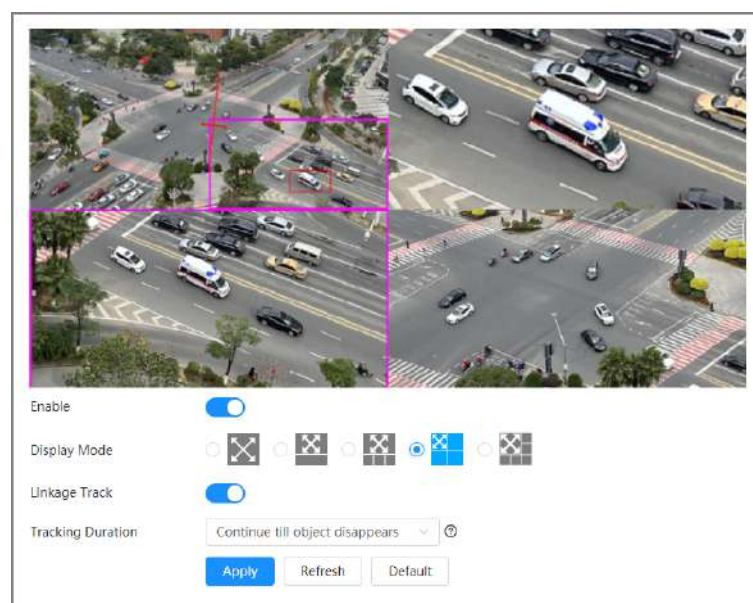 Enable
Display Mode
Linkage Track
Tracking Duration
Continue till object disappears
Apply
Refresh
Default